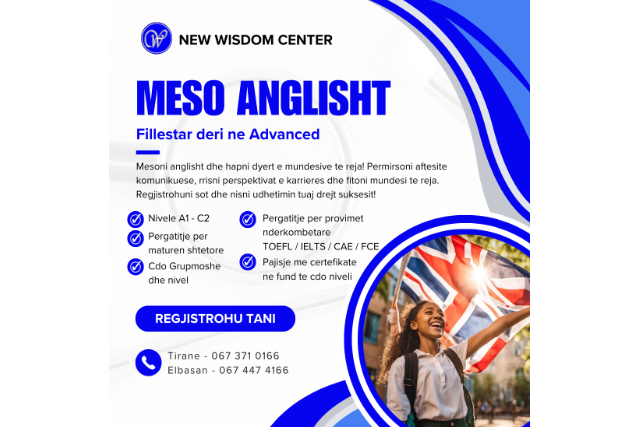 NEW WISDOM CENTER
MESO ANGLISHT
Fillestar deri ne Advanced
Mesoni anglisht dhe hapni dyert e mundesive te reja! Permirsoni aftesite
komunikuese, rrisni perspektivat e karrieres dhe fitoni mundesi te reja.
Regjistrohuni sot dhe nisni udhetimin tuaj drejt suksesit!
Nivele A1 - C2
Pergatitje per
maturen shtetore
Cdo Grupmoshe
dhe nivel
Pergatitje per provimet
nderkombetare
TOEFL / IELTS / CAE / FCE
Pajisje me certefikate
ne fund te cdo niveli
REGJISTROHU TANI
Tirane - 067 371 0166
Elbasan - 067 447 4166